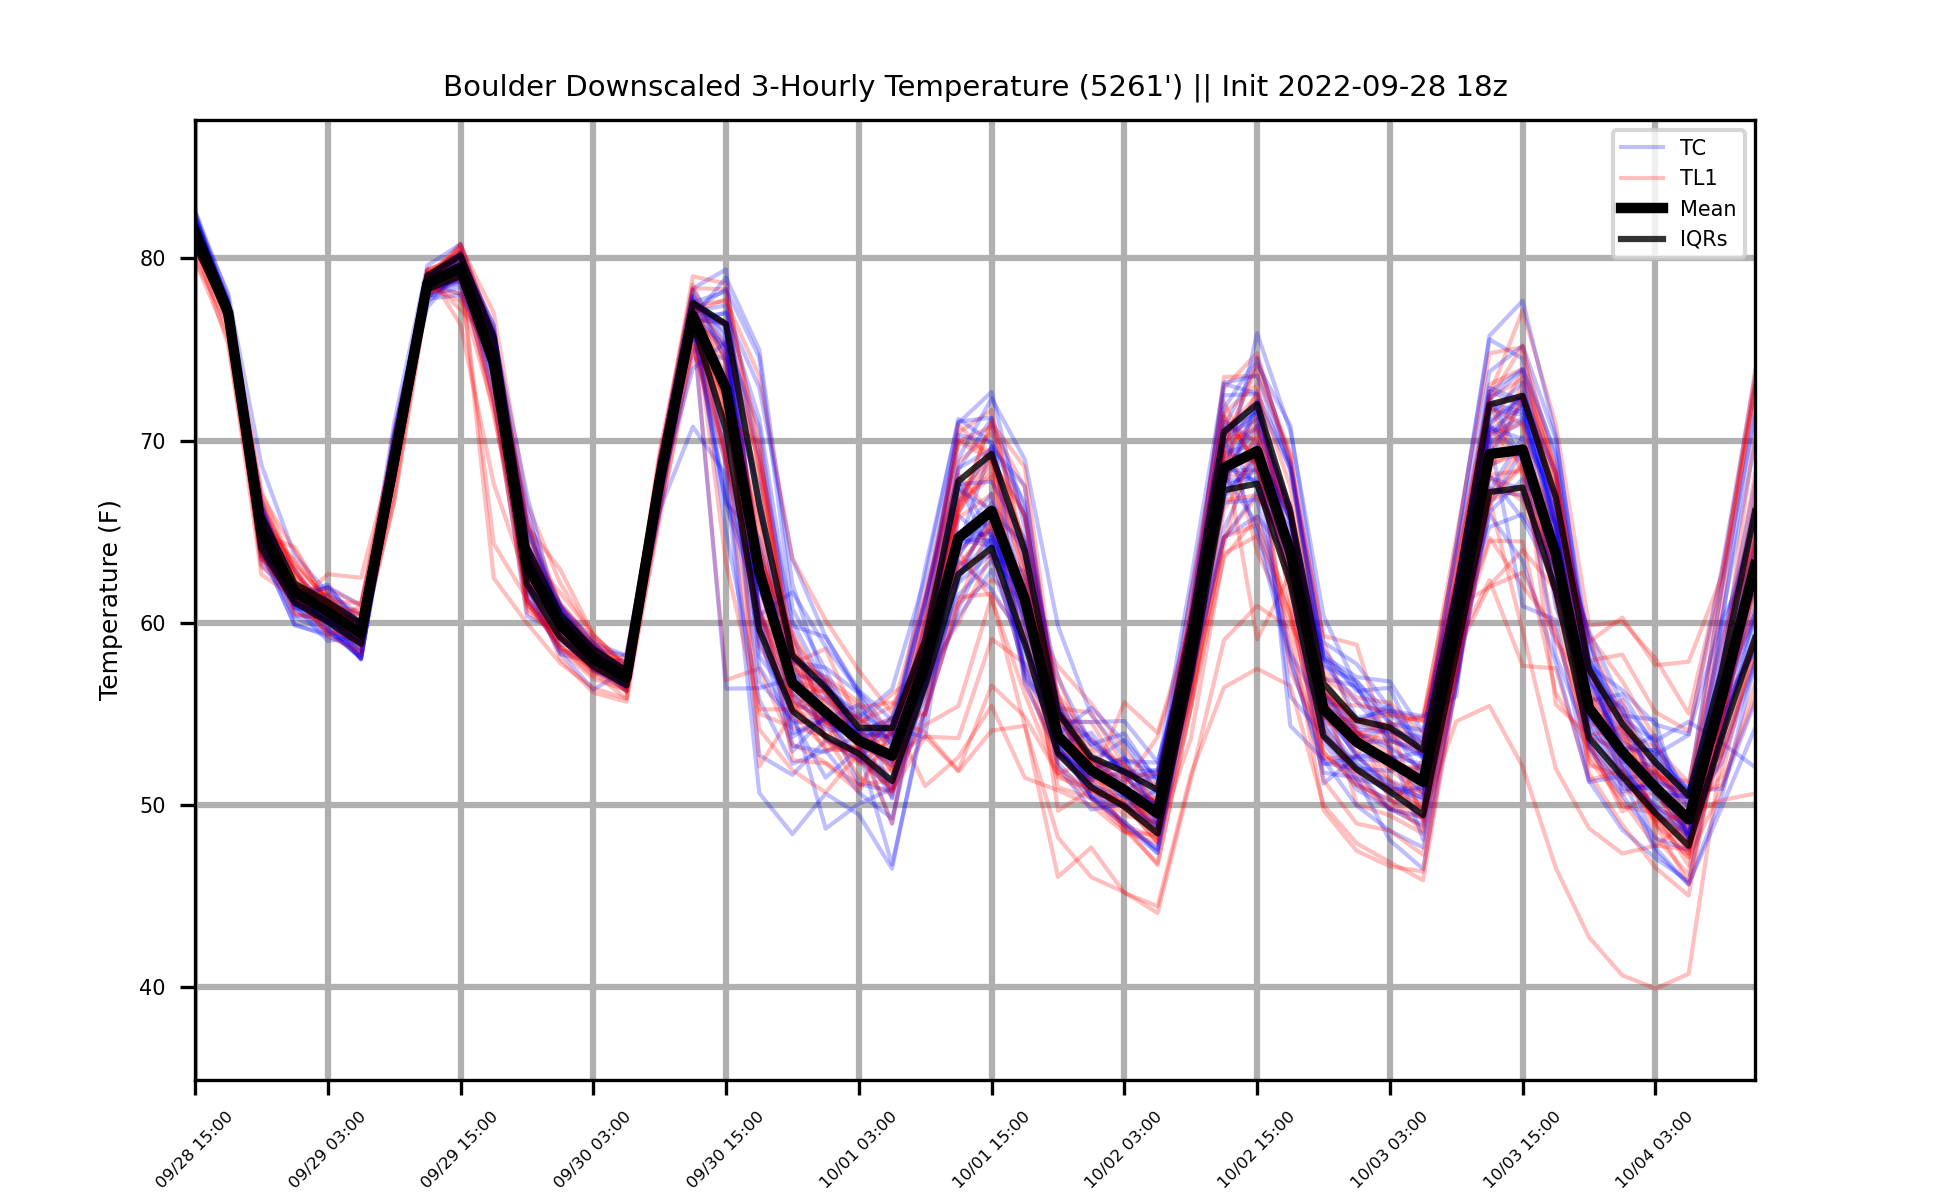 Boulder Downscaled 3-Hourly Temperature (5261') || Init 2022-09-28 18z
TC
TL1
Mean
IQRs
Temperature (F)
80
70
60
50
40
09/28 15:00
09/29 03:00
09/29 15:00
09/30 03:00
09/30 15:00
10/01 03:00
10/01 15:00
10/02 03:00
10/02 15:00
10/03 03:00
10/03 15:00
10/04 03:00